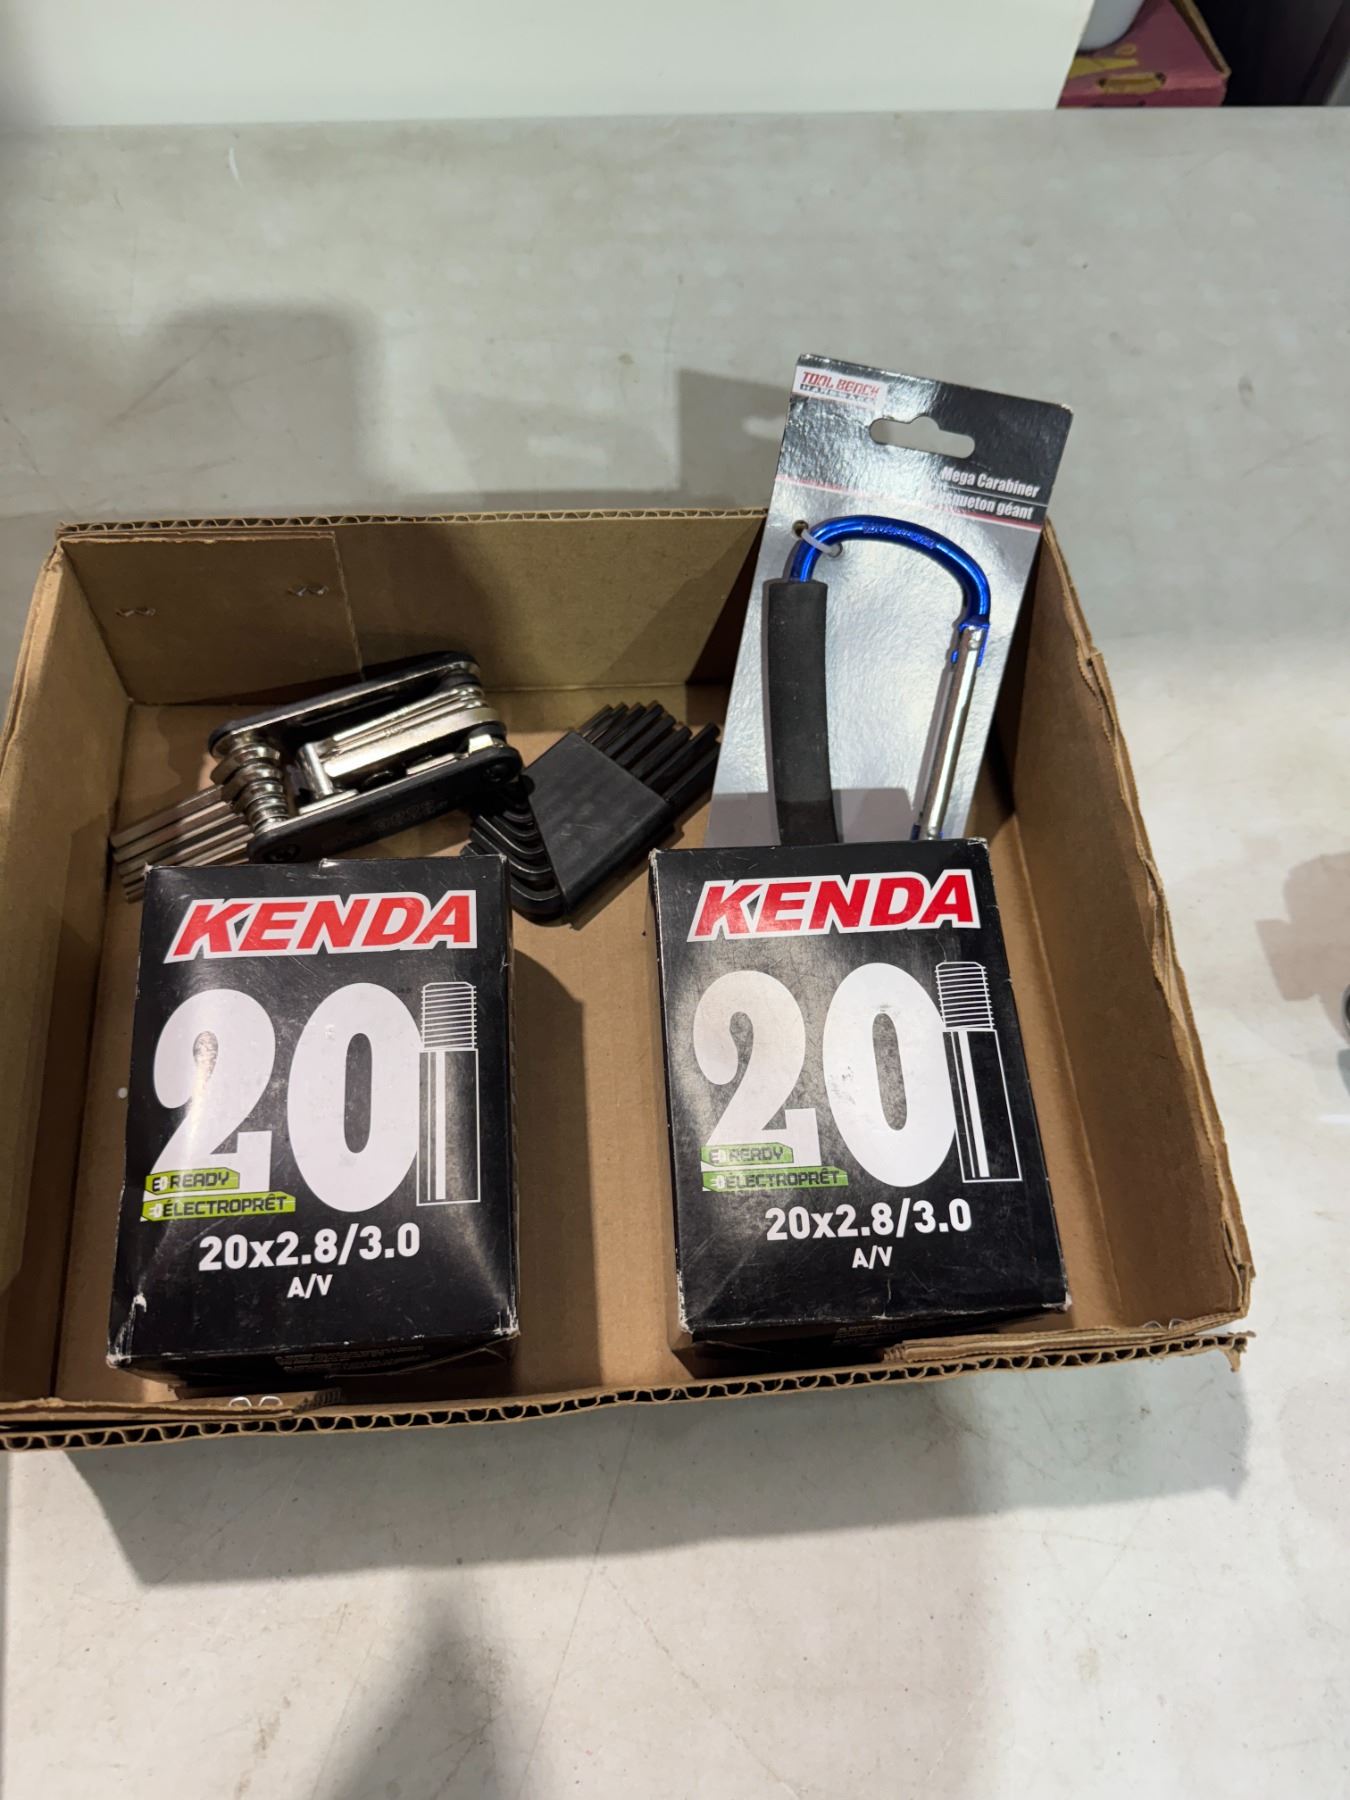 TOOL BENCH
HARDWARE
Mega Carabiner
géant
KENDA
20
READY
ÉLECTROPRÊT
20x2.8/3.0
A/V
KENDA
20
READY
ÉLECTROPRÊT
20x2.8/3.0
A/V